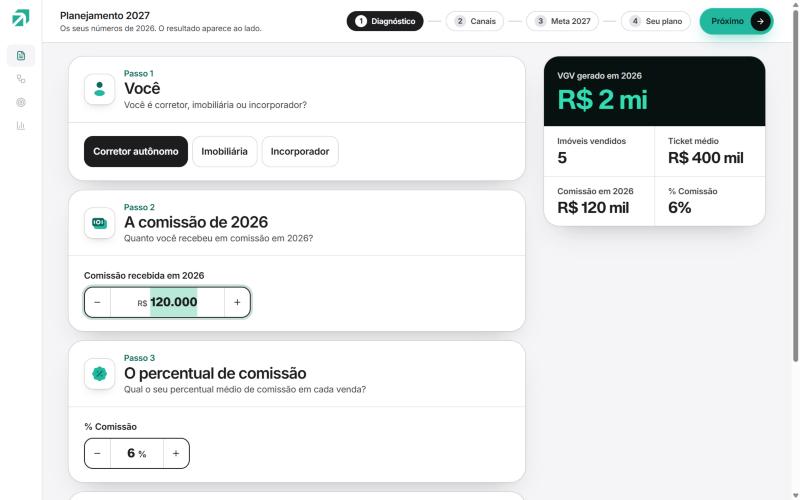 Planejamento 2027
Os seus números de 2026. O resultado aparece ao lado.
1 Diagnóstico
2 Canais
3 Meta 2027
4 Seu plano
Próximo
Passo 1
Você
Você é corretor, imobiliária ou incorporador?
Corretor autônomo
Imobiliária
Incorporador
Passo 2
A comissão de 2026
Quanto você recebeu em comissão em 2026?
Comissão recebida em 2026
− R$ 120.000 +
Passo 3
O percentual de comissão
Qual o seu percentual médio de comissão em cada venda?
% Comissão
− 6 % +
VGV gerado em 2026
R$ 2 mi
Imóveis vendidos
5
Ticket médio
R$ 400 mil
Comissão em 2026
R$ 120 mil
% Comissão
6%